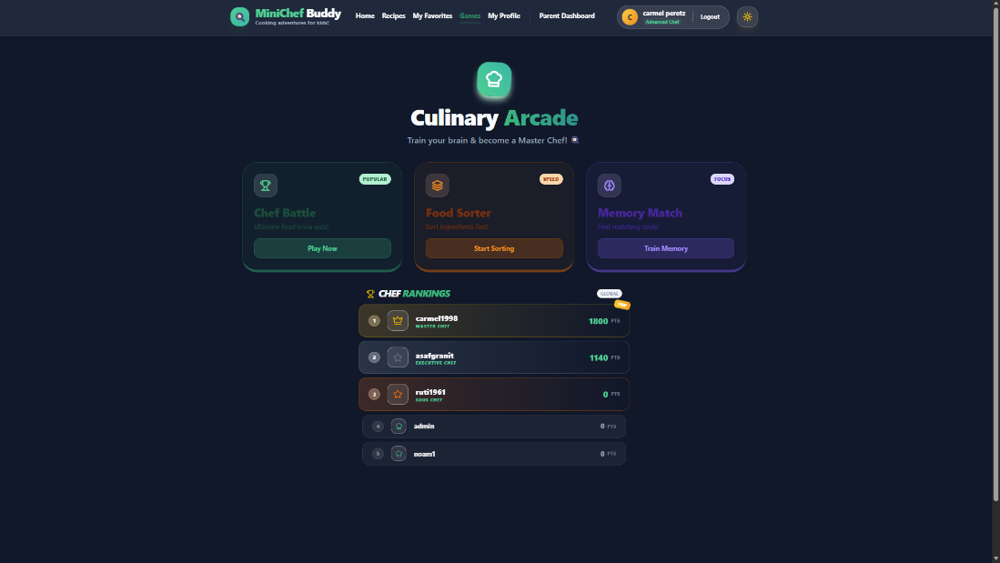 MiniChef Buddy
Cooking adventures for kids!
Home Recipes My Favorites Games My Profile Parent Dashboard
C carmel peretz
Advanced Chef
Logout
Culinary Arcade
Train your brain & become a Master Chef!
POPULAR
Chef Battle
Ultimate food trivia quiz!
Play Now
SPEED
Food Sorter
Sort ingredients fast!
Start Sorting
FOCUS
Memory Match
Find matching tools!
Train Memory
CHEF RANKINGS GLOBAL
TOP
1 carmel1998 1800 PTS
MASTER CHEF
2 asafgranit 1140 PTS
EXECUTIVE CHEF
3 ruti1961 0 PTS
SOUS CHEF
4 admin 0 PTS
5 noam1 0 PTS